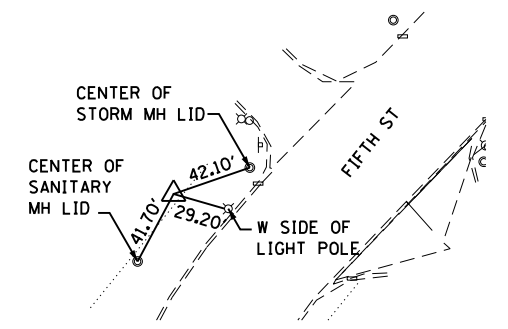 CENTER OF
STORM MH LID
FIFTH ST
42.10'
CENTER OF
SANITARY
MH LID
29.20'
41.70'
W SIDE OF
LIGHT POLE